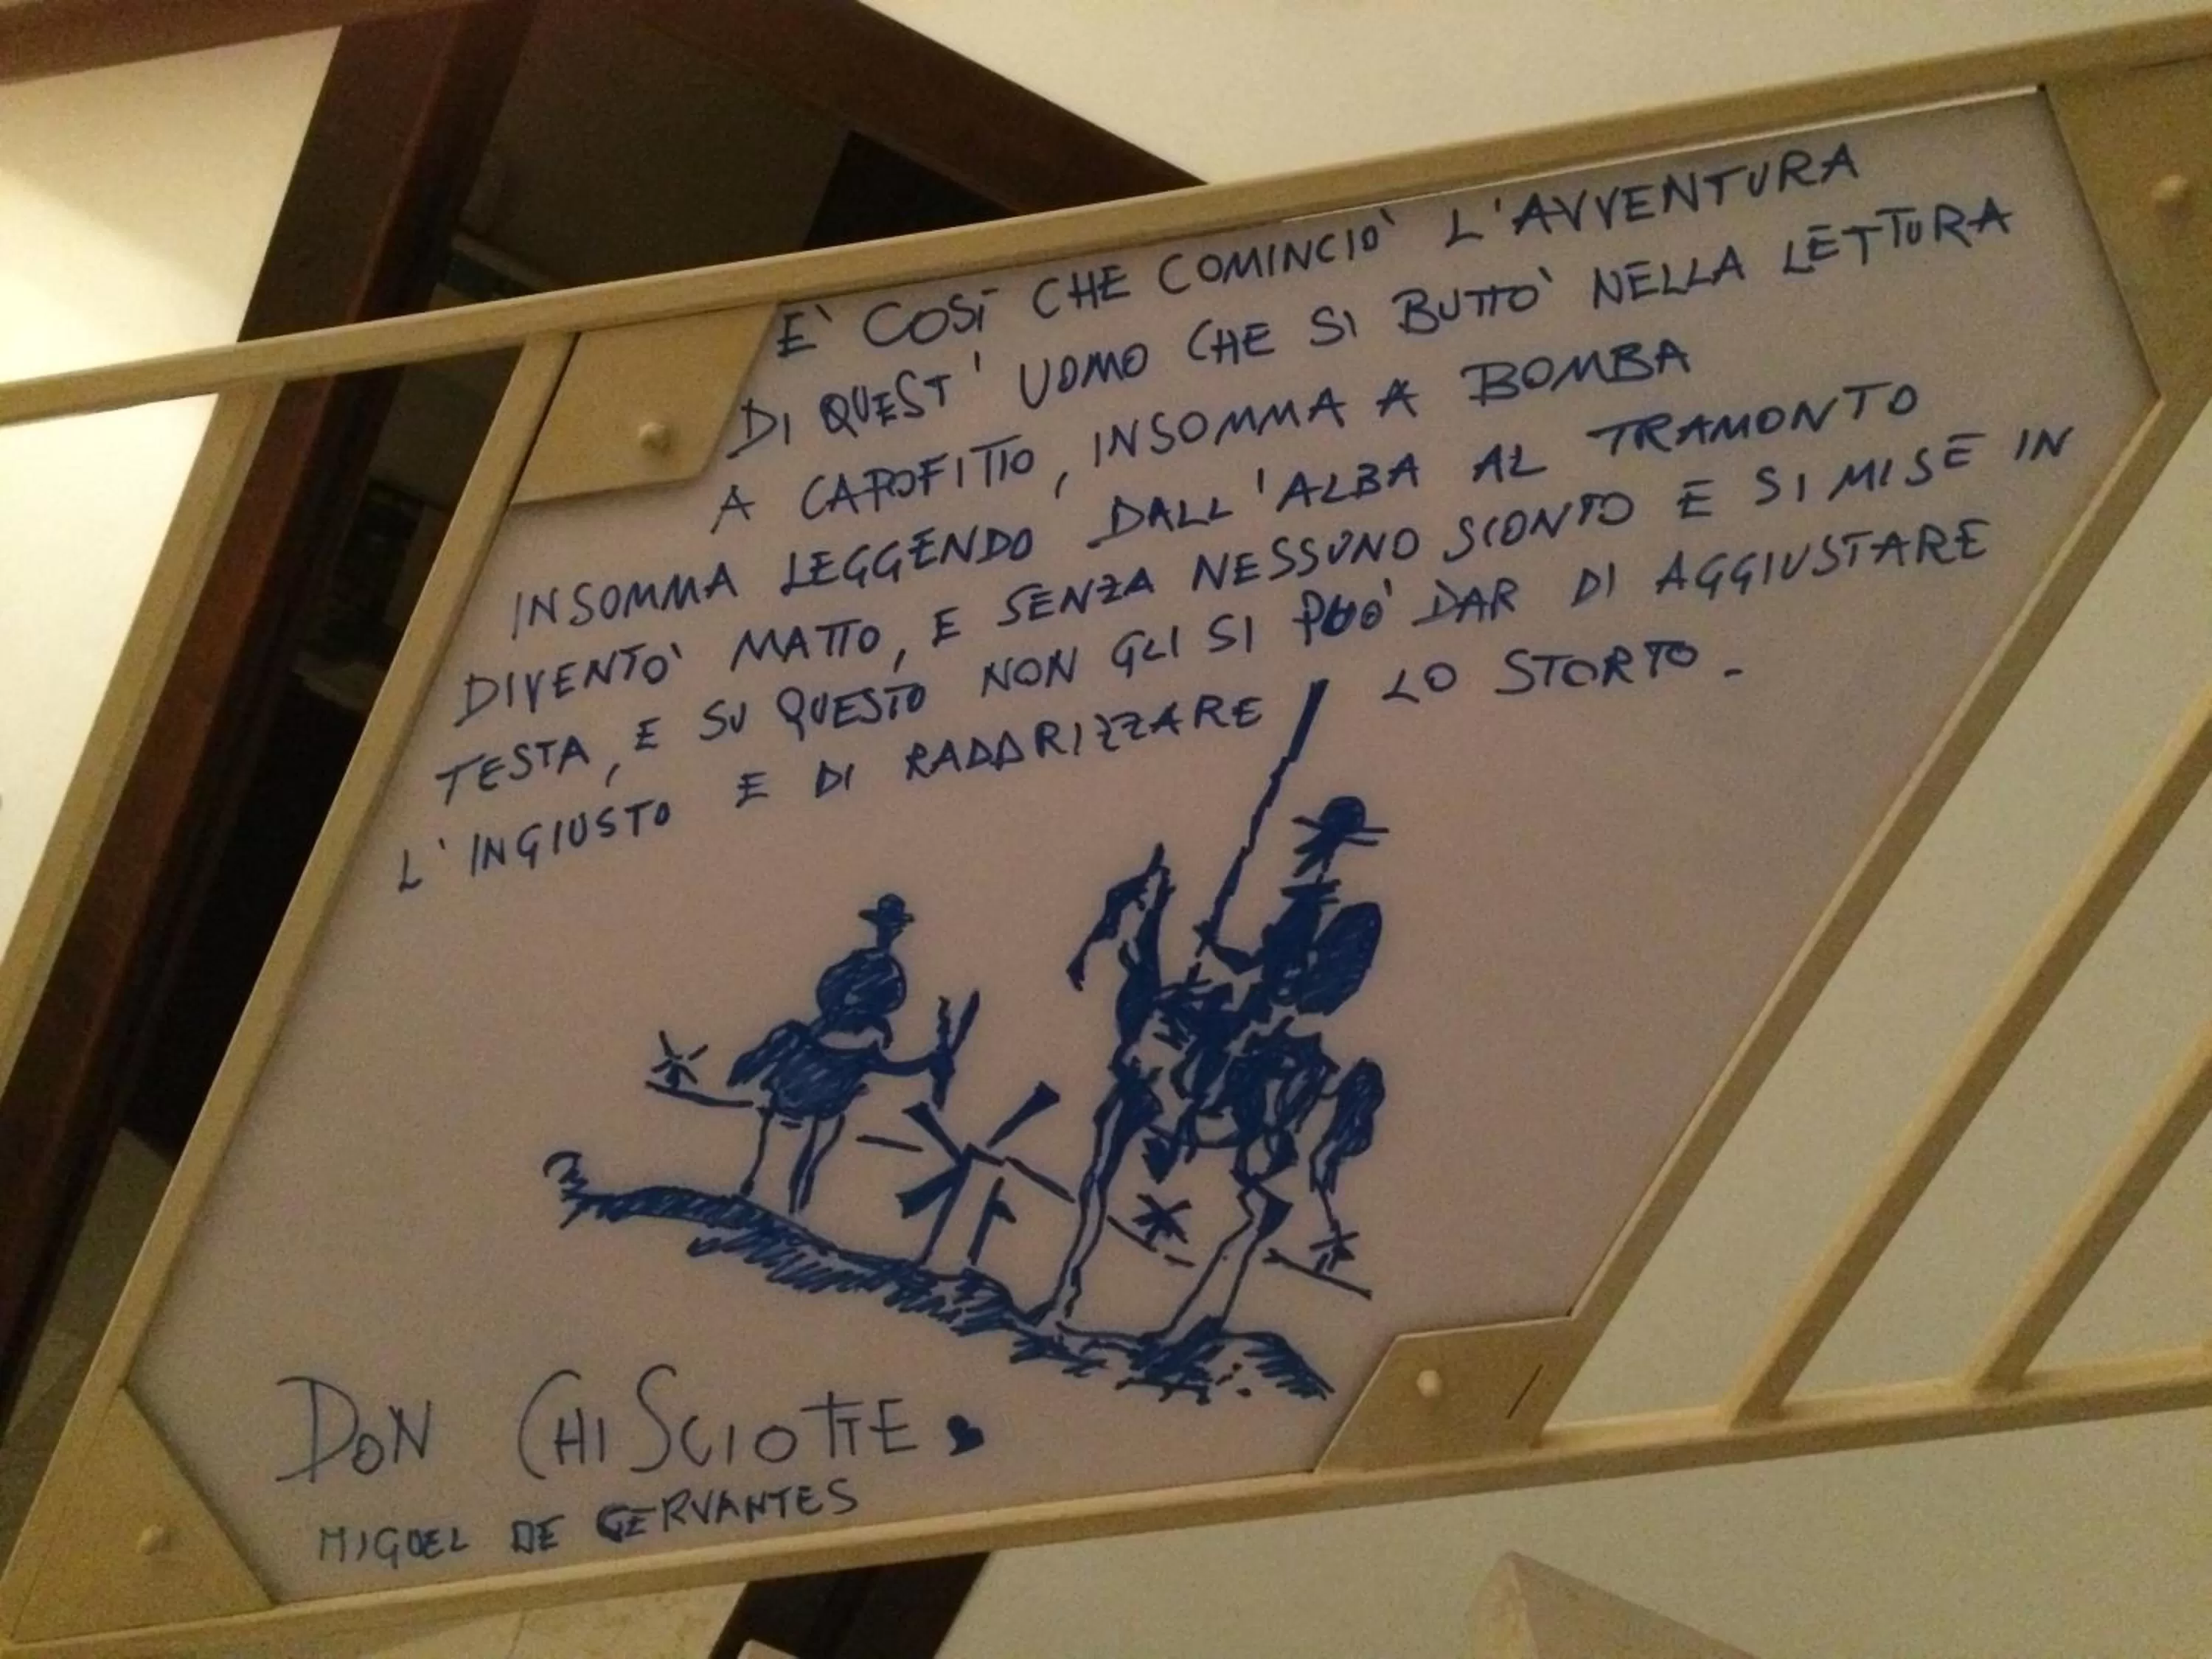 E' COSÌ CHE COMINCIO' L'AVVENTURA
DI QUEST' UOMO CHE SI BUTTO' NELLA LETTURA
A CAPOFITTO, INSOMMA A BOMBA
INSOMMA LEGGENDO DALL'ALBA AL TRAMONTO
DIVENTO' MATTO, E SENZA NESSUNO SCONTO E SI MISE IN
TESTA, E SU QUESTO NON GLI SI PUO' DAR DI AGGIUSTARE
L'INGIUSTO E DI RADDRIZZARE LO STORTO.
DON CHISCIOTTE
MIGUEL DE CERVANTES